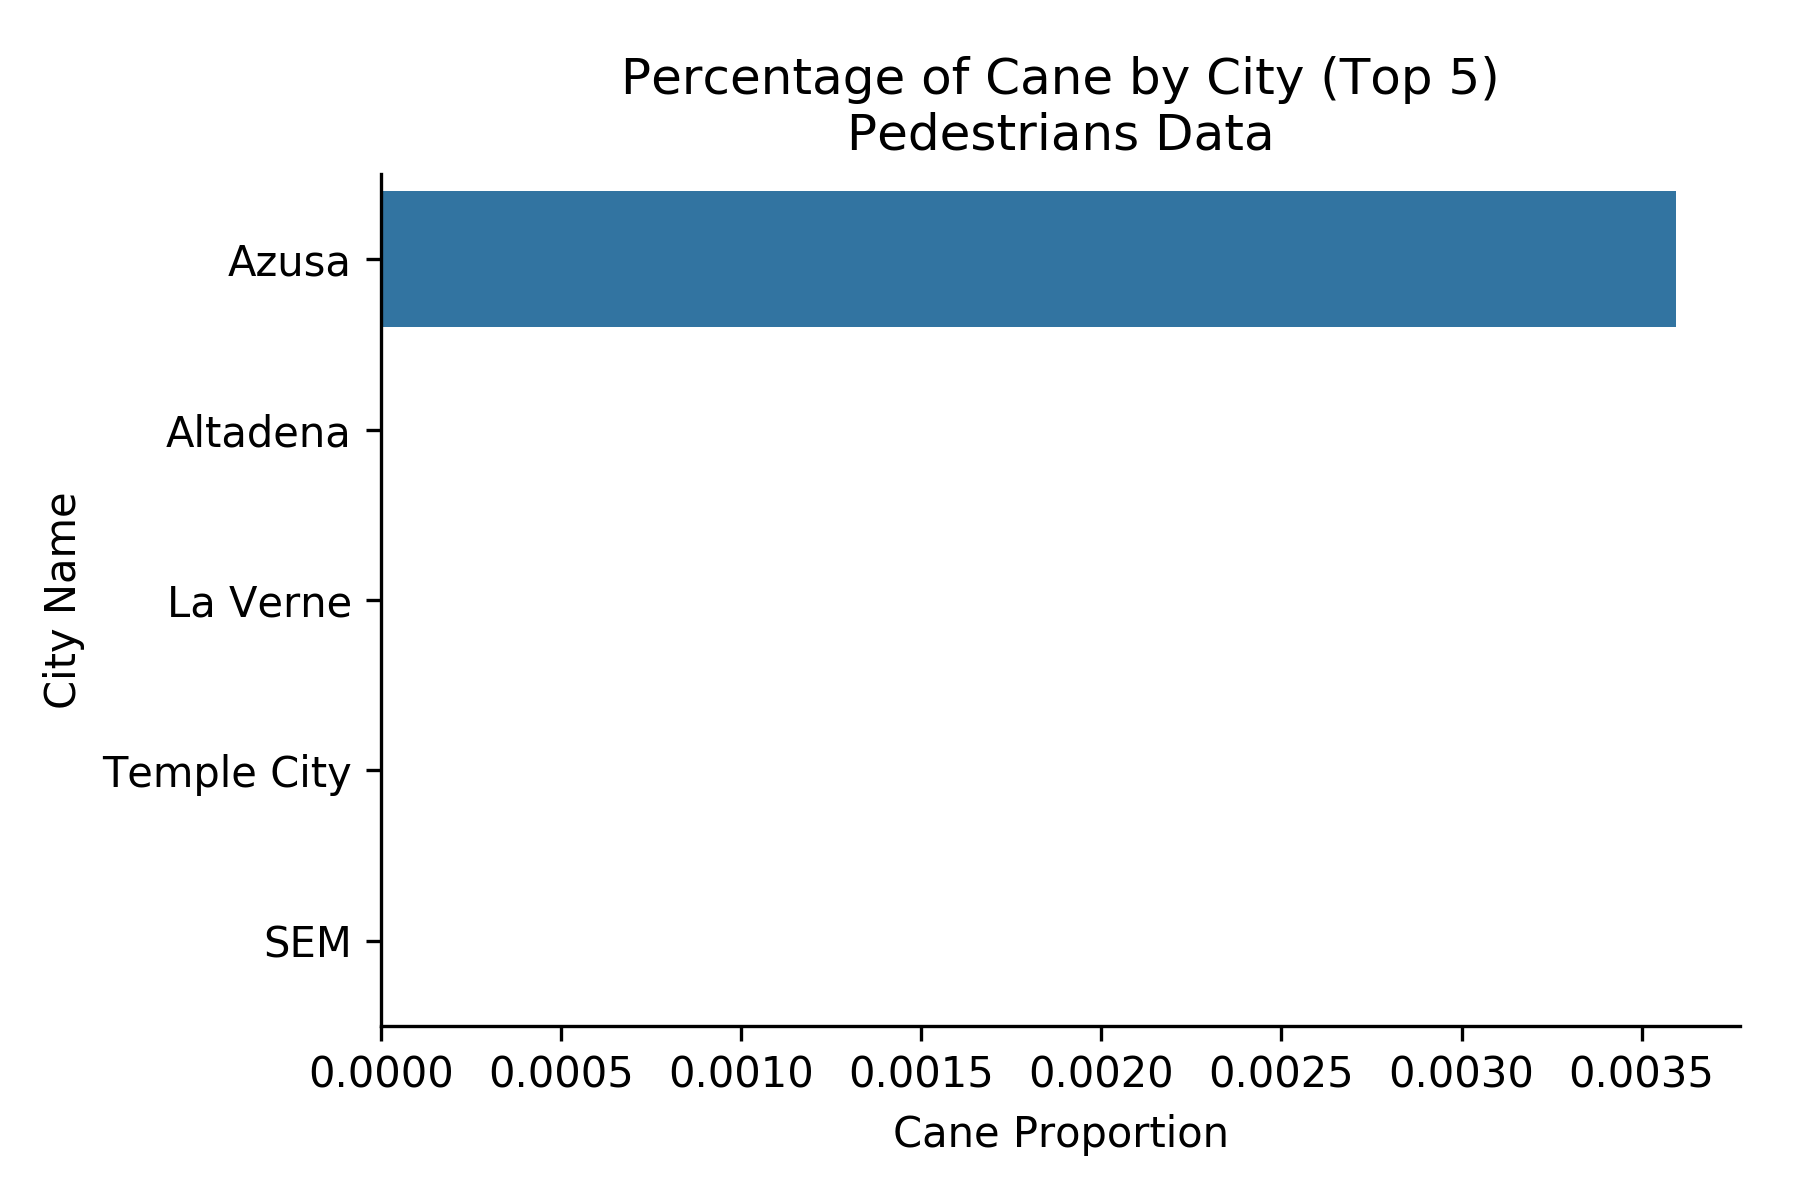 Percentage of Cane by City (Top 5)
Pedestrians Data
City Name
Azusa
Altadena
La Verne
Temple City
SEM
0.0000 0.0005 0.0010 0.0015 0.0020 0.0025 0.0030 0.0035
Cane Proportion